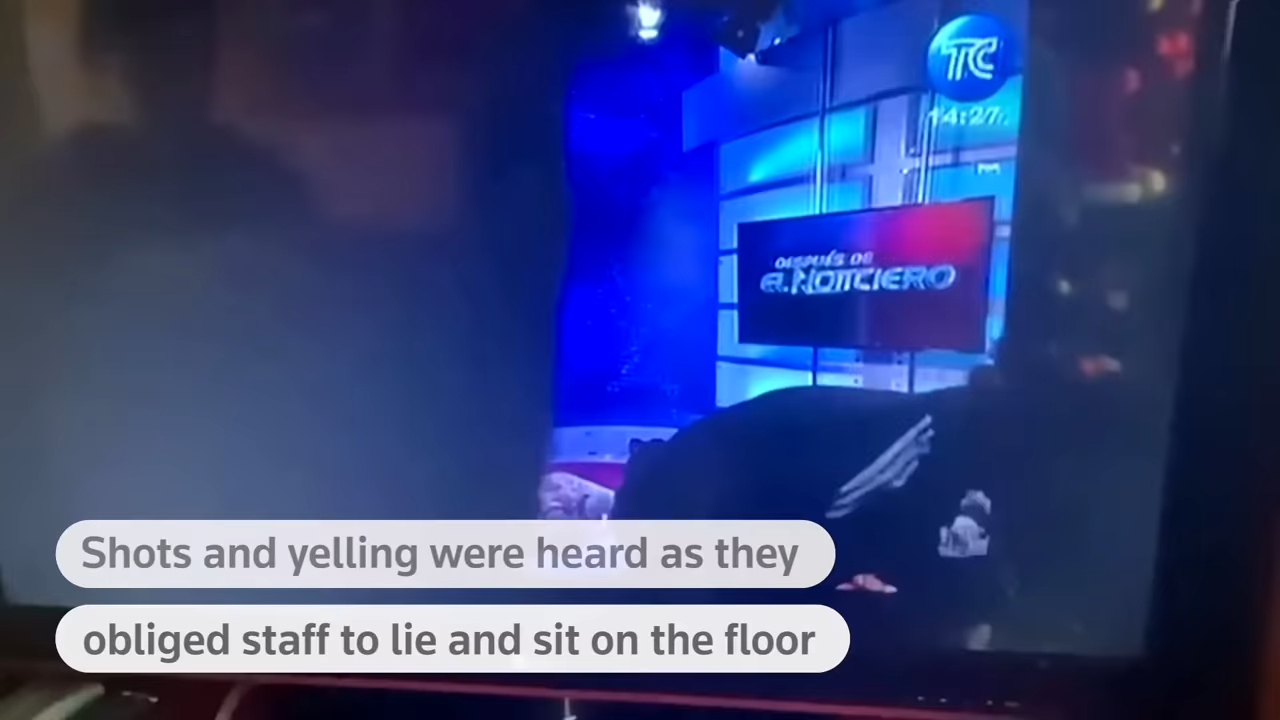 TC
14:27
DESPUÉS DE
EL NOTICIERO
Shots and yelling were heard as they
obliged staff to lie and sit on the floor